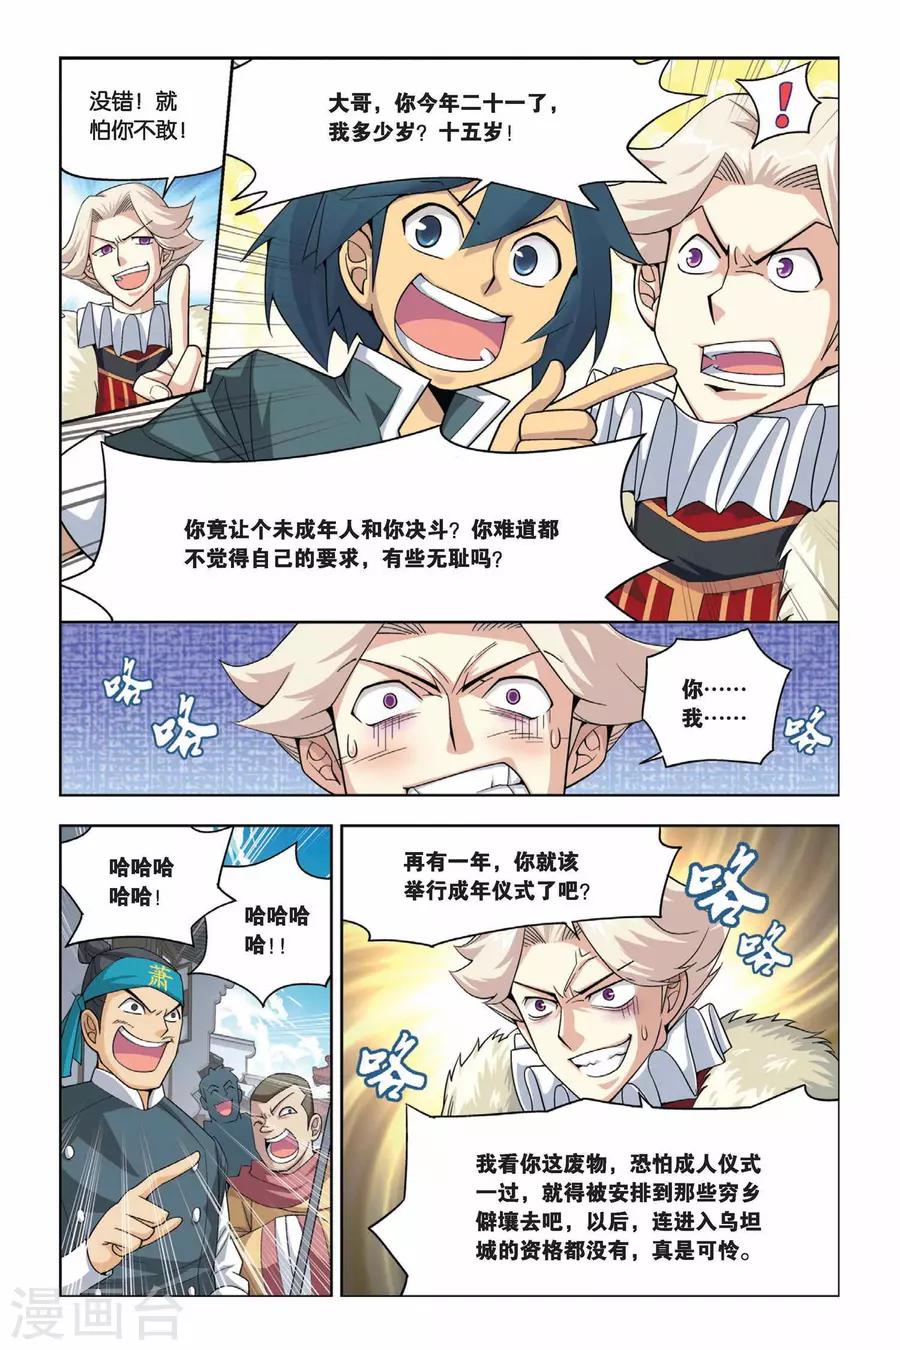 没错！就
怕你不敢！
大哥，你今年二十一了，
我多少岁？十五岁！
！
你竟让个未成年人和你决斗？你难道都
不觉得自己的要求，有些无耻吗？
咯
咯
你……
我……
咯
哈哈哈
哈哈！
哈哈哈
哈！！
萧
再有一年，你就该
举行成年仪式了吧？
咯
咯
咯
我看你这废物，恐怕成人仪式
一过，就得被安排到那些穷乡
僻壤去吧，以后，连进入乌坦
城的资格都没有，真是可怜。
漫画台